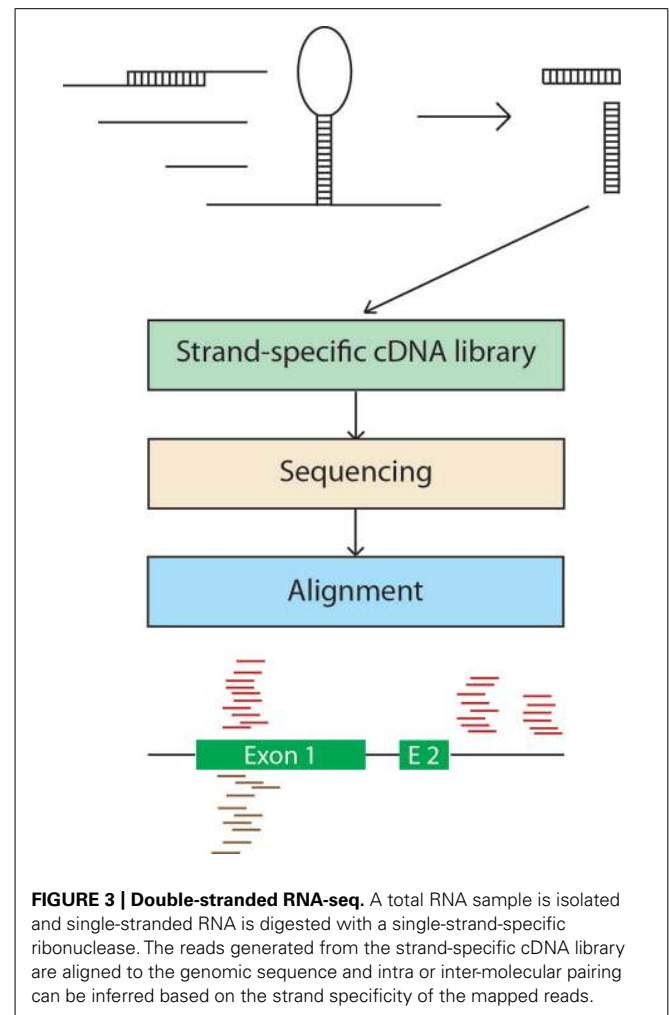 Strand-specific cDNA library
Sequencing
Alignment
Exon 1 E 2
FIGURE 3 | Double-stranded RNA-seq. A total RNA sample is isolated
and single-stranded RNA is digested with a single-strand-specific
ribonuclease. The reads generated from the strand-specific cDNA library
are aligned to the genomic sequence and intra or inter-molecular pairing
can be inferred based on the strand specificity of the mapped reads.